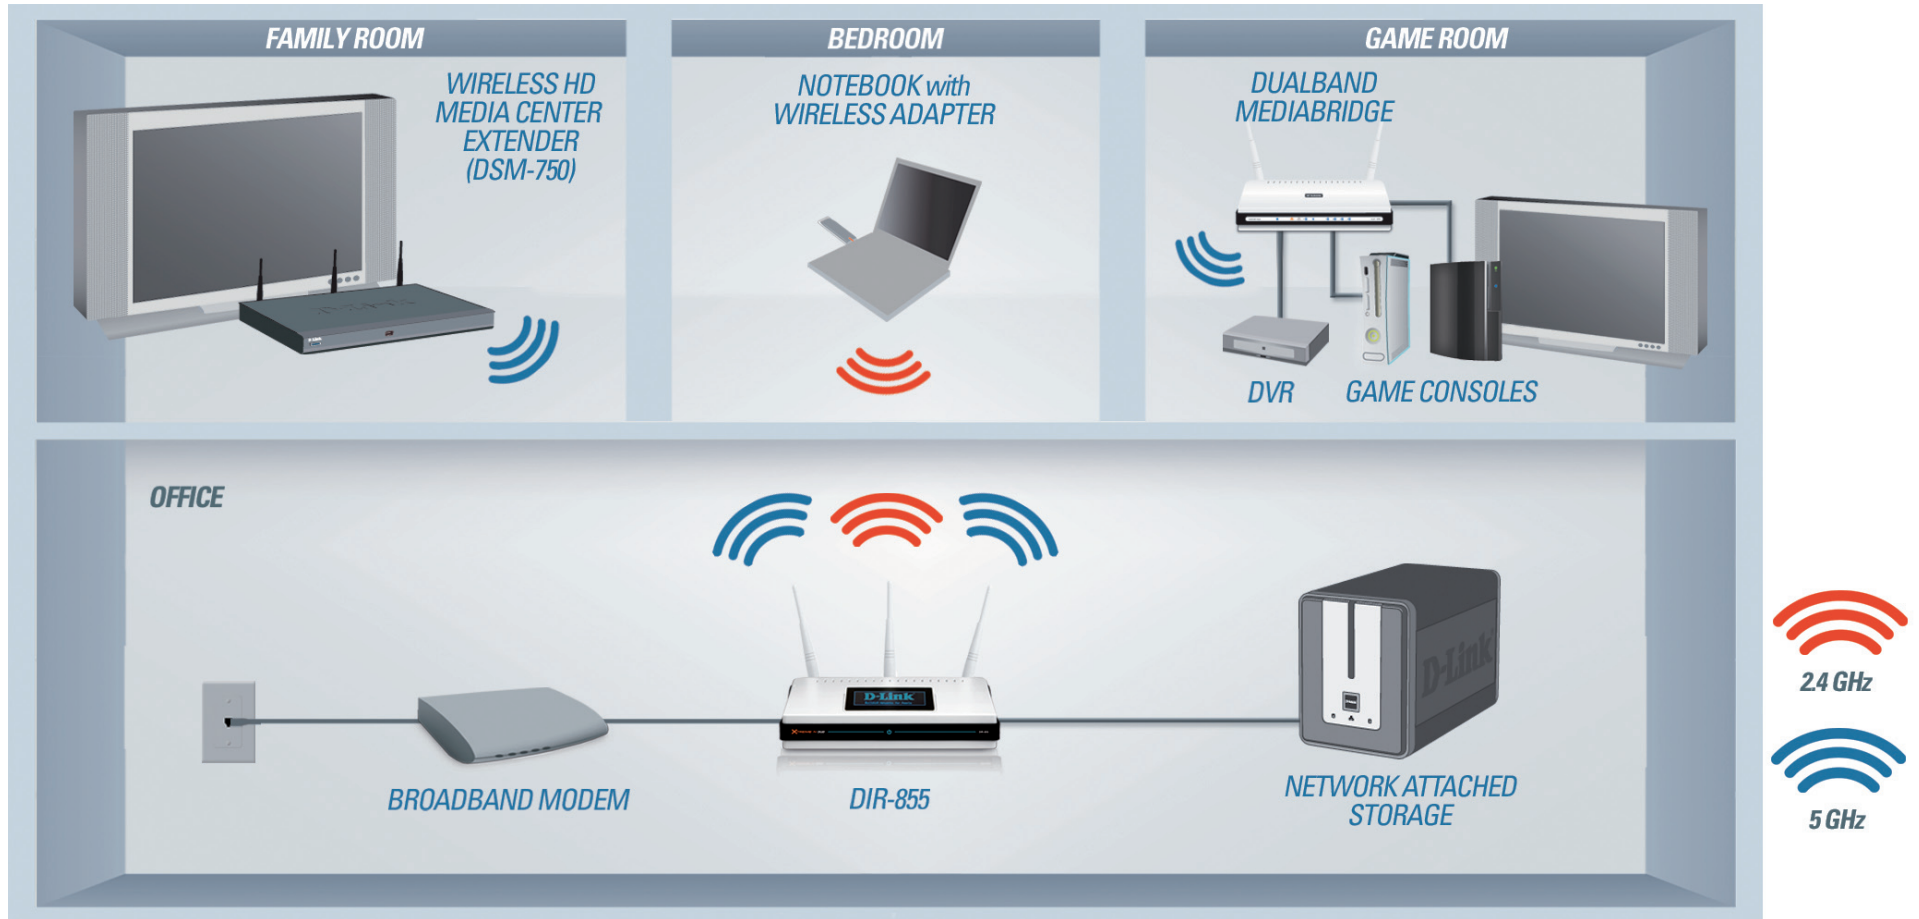 FAMILY ROOM
WIRELESS HD
MEDIA CENTER
EXTENDER
(DSM-750)
BEDROOM
NOTEBOOK with
WIRELESS ADAPTER
GAME ROOM
DUALBAND
MEDIABRIDGE
DVR
GAME CONSOLES
OFFICE
BROADBAND MODEM
D-Link
DIR-855
D-Link
NETWORK ATTACHED
STORAGE
2.4 GHz
5 GHz